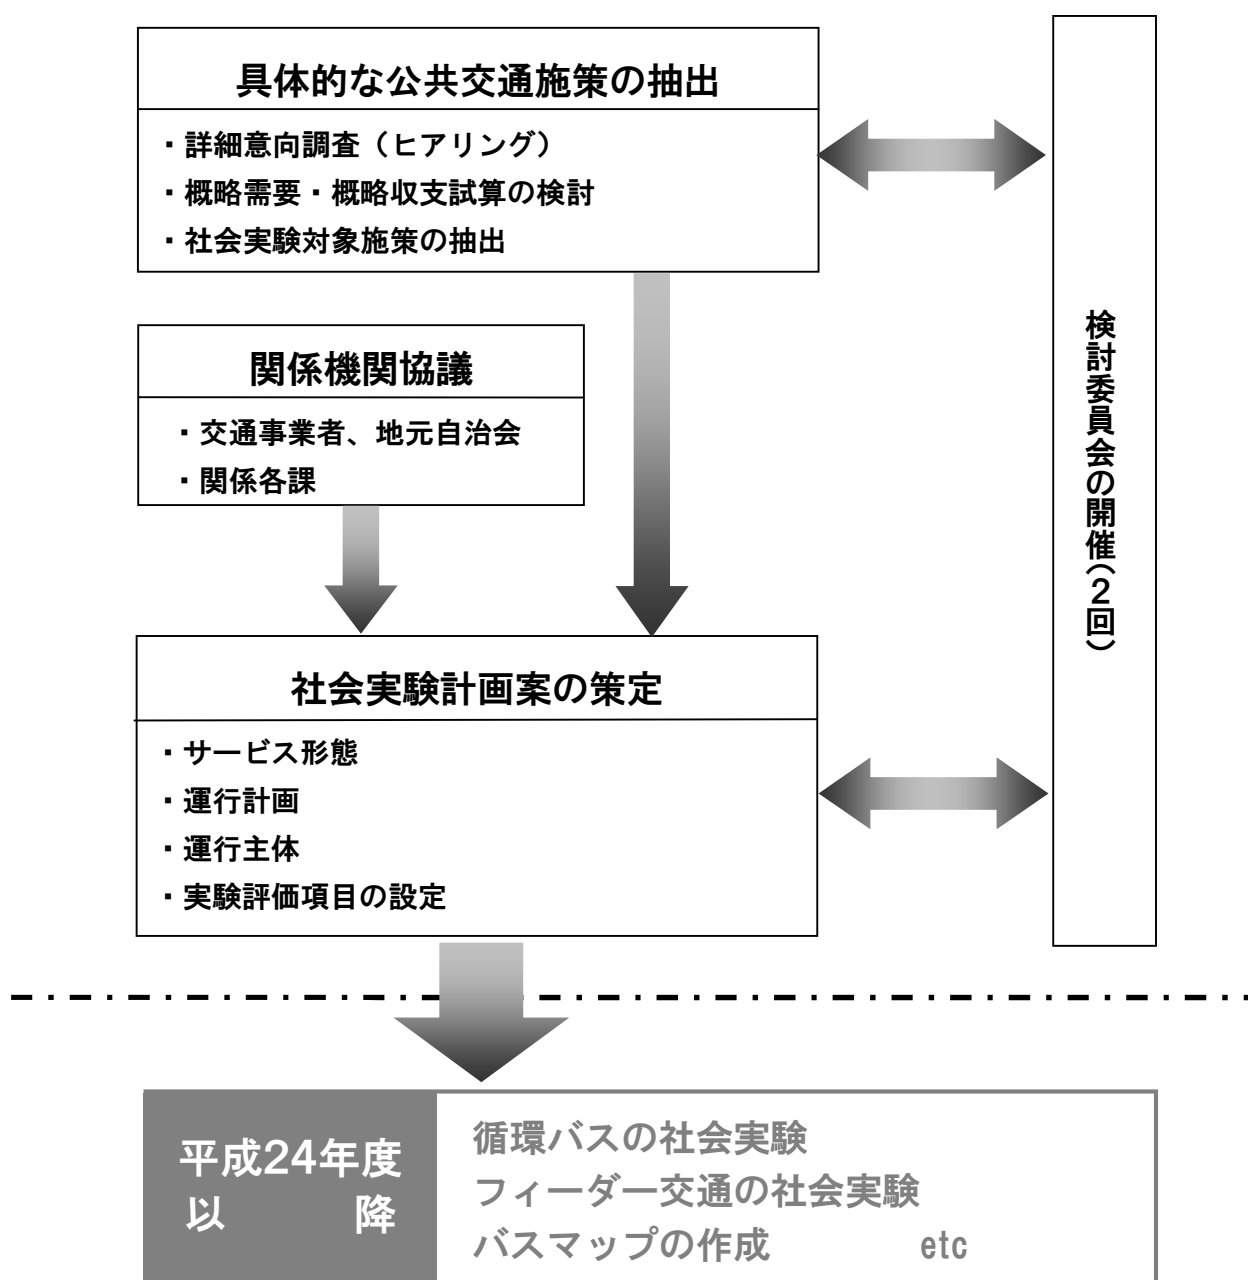 具体的な公共交通施策の抽出
・詳細意向調査（ヒアリング）
・概略需要・概略収支試算の検討
・社会実験対象施策の抽出
関係機関協議
・交通事業者、地元自治会
・関係各課
社会実験計画案の策定
・サービス形態
・運行計画
・運行主体
・実験評価項目の設定
検討委員会の開催（２回）
平成24年度
以　　　降
循環バスの社会実験
フィーダー交通の社会実験
バスマップの作成　　　　etc